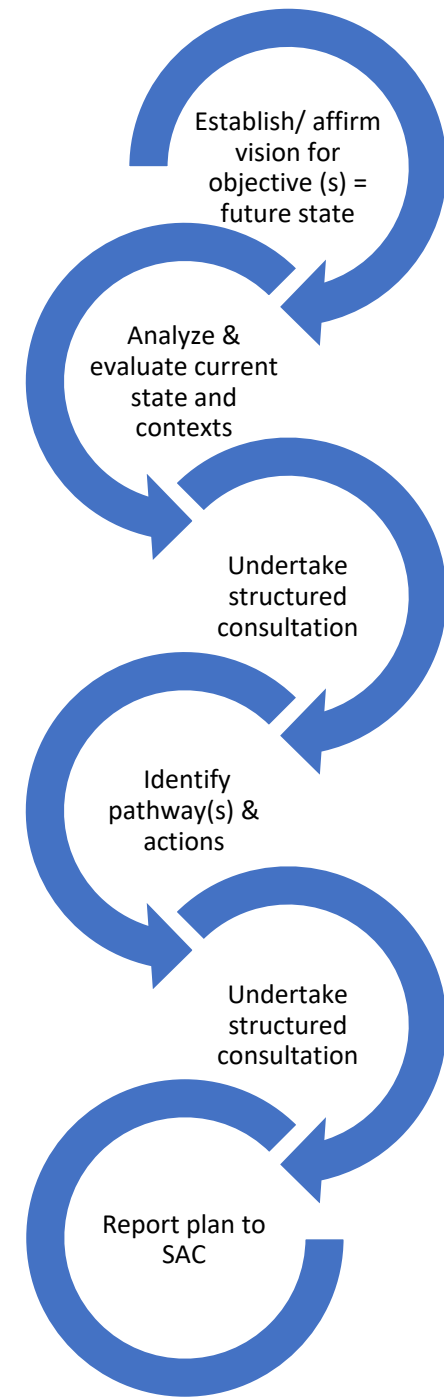 Establish/ affirm
vision for
objective (s) =
future state
Analyze &
evaluate current
state and
contexts
Undertake
structured
consultation
Identify
pathway(s) &
actions
Undertake
structured
consultation
Report plan to
SAC